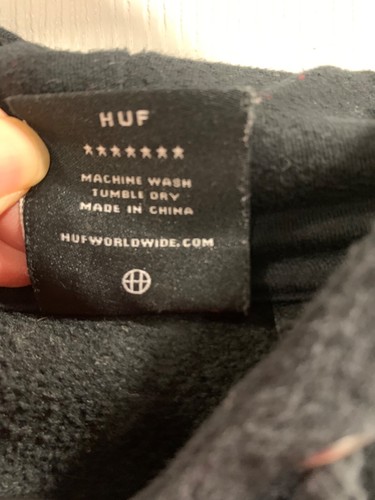 HUF
★★★★★★★
MACHINE WASH
TUMBLE DRY
MADE IN CHINA
HUFWORLDWIDE.COM
H